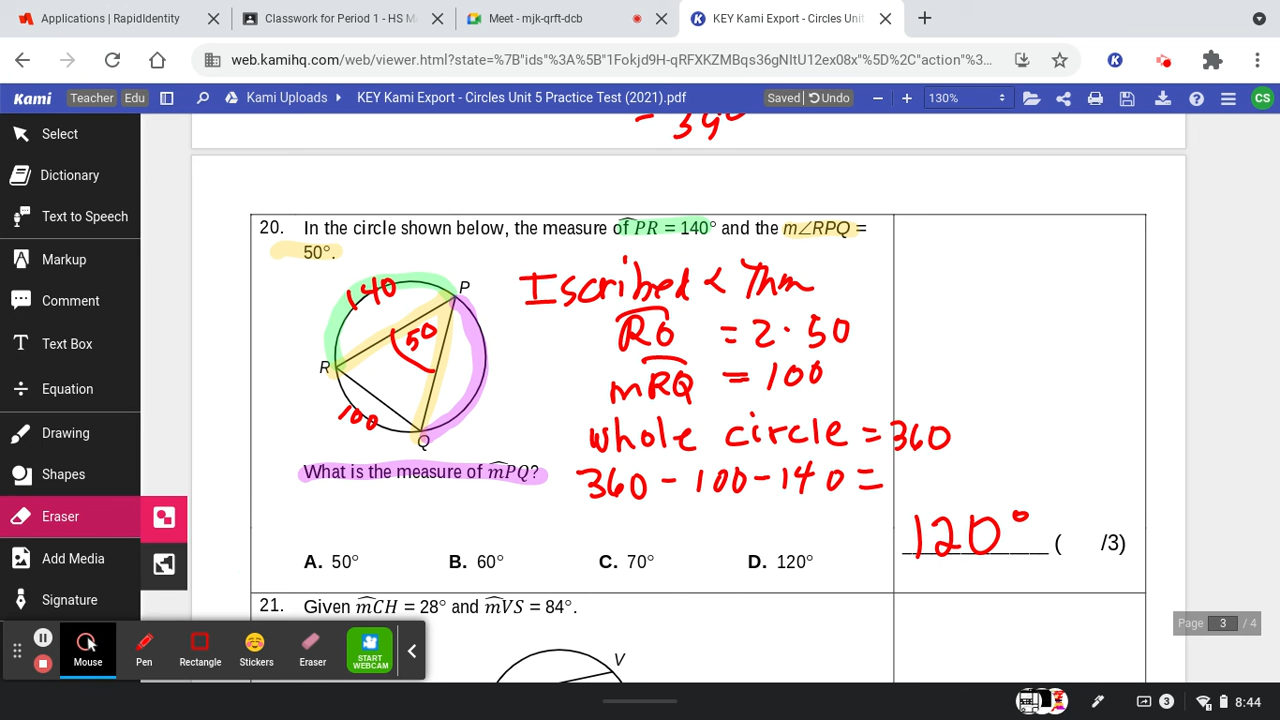 Applications | RapidIdentity
Classwork for Period 1 - HS M
Meet - mjk-qrft-dcb
KEY Kami Export - Circles Unit
web.kamihq.com/web/viewer.html?state=%7B"ids"%3A%5B"1Fokjd9H-qRFXKZMBqs36gNItU12ex08x"%5D%2C"action"%3...
Kami Teacher Edu Kami Uploads KEY Kami Export - Circles Unit 5 Practice Test (2021).pdf Saved Undo 130% CS
Select
Dictionary
Text to Speech
Markup
Comment
Text Box
Equation
Drawing
Shapes
Eraser
Add Media
Signature
= 340
20. In the circle shown below, the measure of PR = 140° and the m∠RPQ =
50°.
P
140
50
R
100
Q
Iscribed < Thm
RQ = 2·50
mRQ = 100
whole circle = 360
360 - 100 - 140 =
What is the measure of mPQ?
120° ( /3)
A. 50° B. 60° C. 70° D. 120°
21. Given mCH = 28° and mVS = 84°.
V
Page 3 / 4
Mouse Pen Rectangle Stickers Eraser START WEBCAM
3 8:44